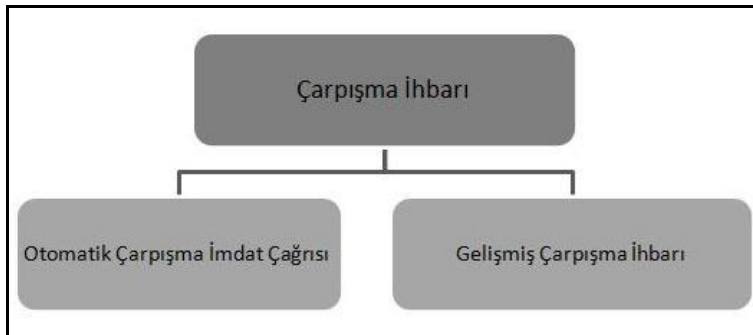 Çarpışma İhbarı
Otomatik Çarpışma İmdat Çağrısı
Gelişmiş Çarpışma İhbarı